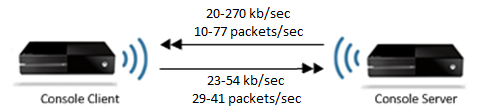 20-270 kb/sec
10-77 packets/sec
23-54 kb/sec
29-41 packets/sec
Console Client
Console Server